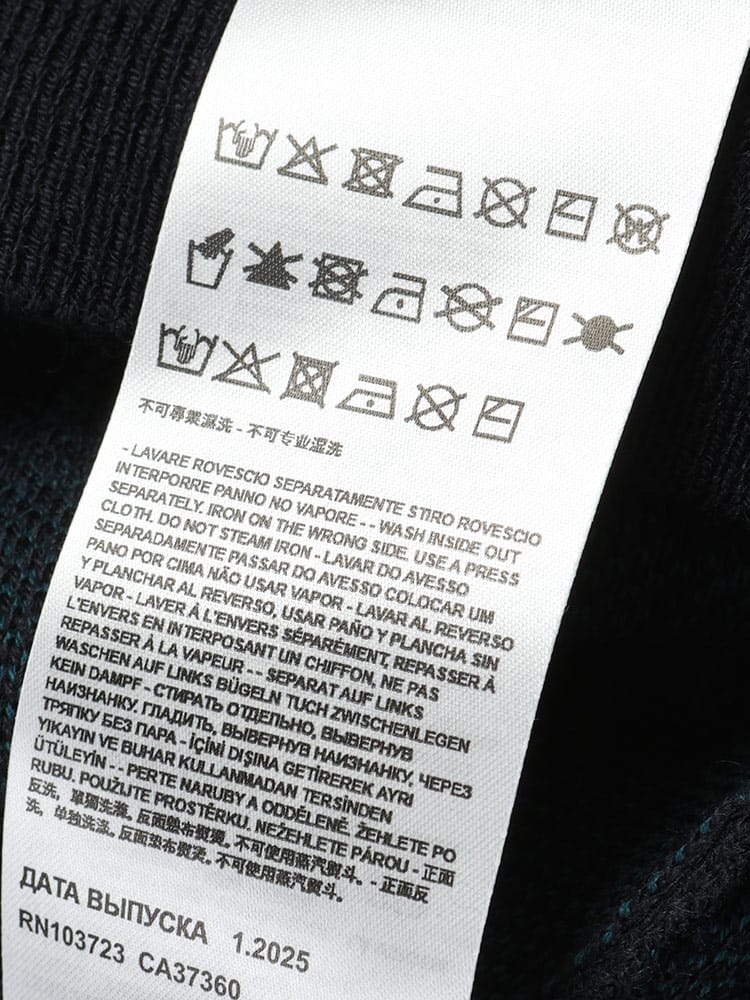 不可專業濕洗 - 不可专业湿洗
- LAVARE ROVESCIO SEPARATAMENTE STIRO ROVESCIO
INTERPORRE PANNO NO VAPORE - - WASH INSIDE OUT
SEPARATELY. IRON ON THE WRONG SIDE. USE A PRESS
CLOTH. DO NOT STEAM IRON - LAVAR DO AVESSO
SEPARADAMENTE PASSAR DO AVESSO COLOCAR UM
PANO POR CIMA NÃO USAR VAPOR - LAVAR AL REVERSO
Y PLANCHAR AL REVERSO, USAR PAÑO Y PLANCHA SIN
VAPOR - LAVER À L'ENVERS SÉPARÉMENT, REPASSER À
L'ENVERS EN INTERPOSANT UN CHIFFON, NE PAS
REPASSER À LA VAPEUR - - SEPARAT AUF LINKS
WASCHEN AUF LINKS BÜGELN TUCH ZWISCHENLEGEN
KEIN DAMPF - СТИРАТЬ ОТДЕЛЬНО, ВЫВЕРНУВ
НАИЗНАНКУ. ГЛАДИТЬ, ВЫВЕРНУВ НАИЗНАНКУ, ЧЕРЕЗ
ТРЯПКУ БЕЗ ПАРА - İÇİNİ DIŞINA GETİREREK AYRI
YIKAYIN VE BUHAR KULLANMADAN TERSİNDEN
ÜTÜLEYİN - - PERTE NARUBY A ODDĚLENĚ. ŽEHLETE PO
RUBU. POUŽIJTE PROSTĚRKU. NEŽEHLETE PÁROU - 正面
反洗，單獨洗滌。反面墊布熨燙。不可使用蒸汽熨斗。 - 正面反
洗，单独洗涤。反面垫布熨烫。不可使用蒸汽熨斗。
ДАТА ВЫПУСКА 1.2025
RN103723 CA37360